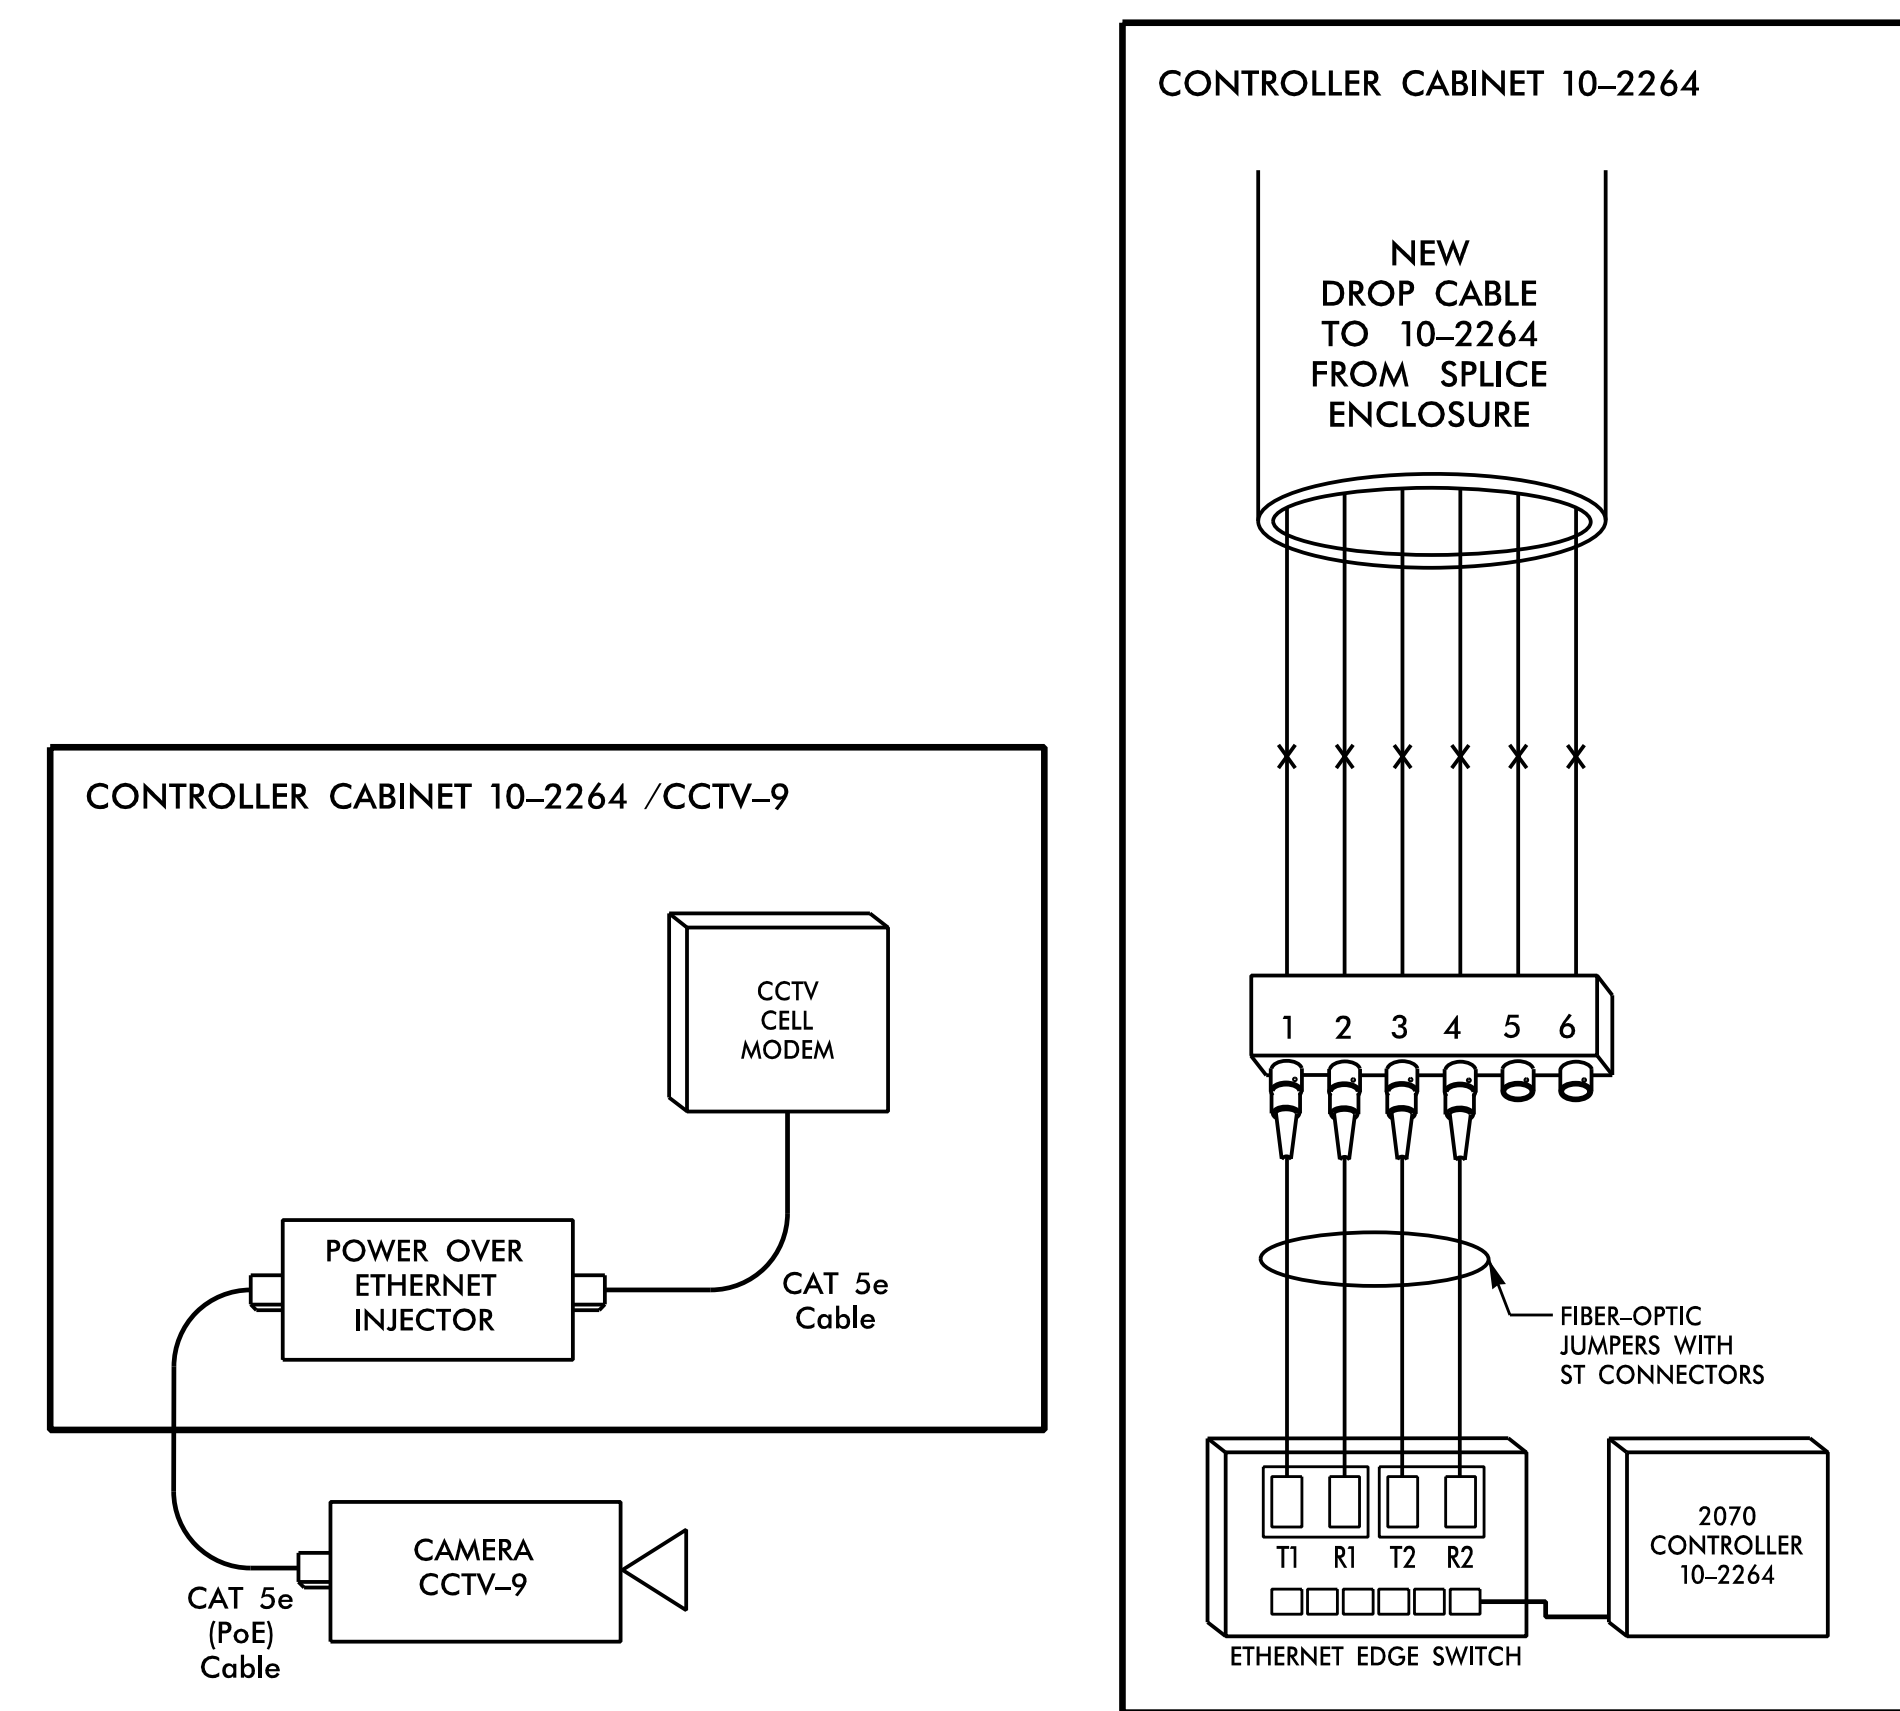 CONTROLLER CABINET 10–2264
NEW
DROP CABLE
TO 10–2264
FROM SPLICE
ENCLOSURE
1 2 3 4 5 6
FIBER–OPTIC
JUMPERS WITH
ST CONNECTORS
T1 R1 T2 R2
ETHERNET EDGE SWITCH
2070
CONTROLLER
10–2264
CONTROLLER CABINET 10–2264 /CCTV–9
CCTV
CELL
MODEM
POWER OVER
ETHERNET
INJECTOR
CAT 5e
Cable
CAMERA
CCTV–9
CAT 5e
(PoE)
Cable